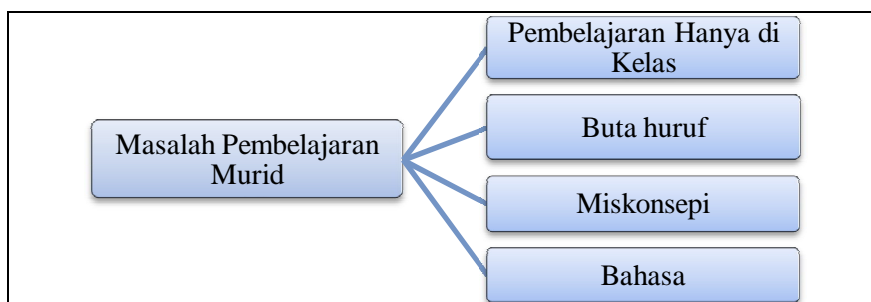 Masalah Pembelajaran
Murid
Pembelajaran Hanya di
Kelas
Buta huruf
Miskonsepi
Bahasa